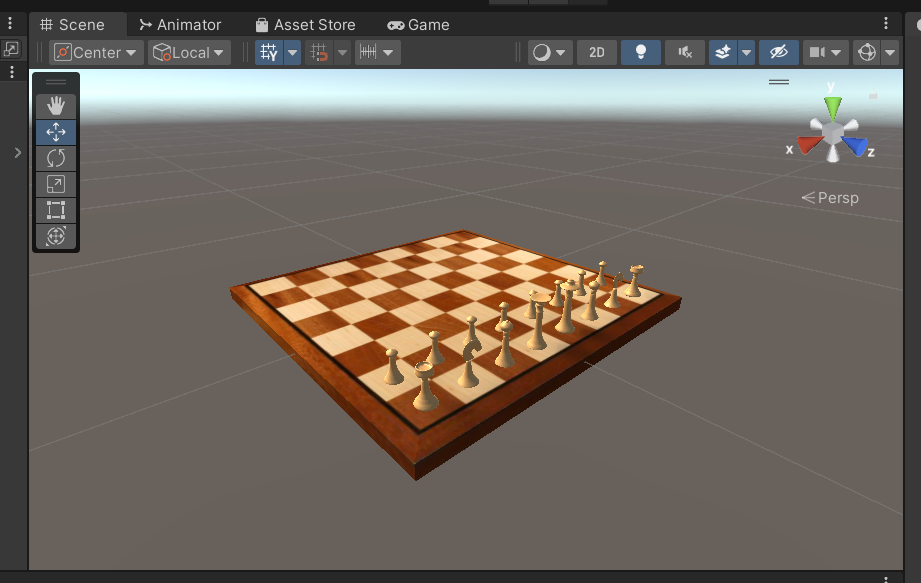 Scene Animator Asset Store Game
Center Local 2D
y
x
z
Persp